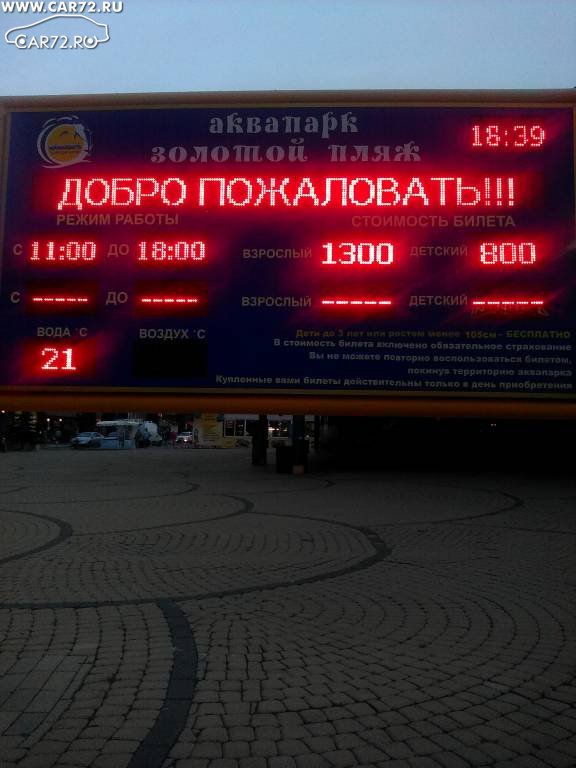 WWW.CAR72.RU
CAR72.RU
аквапарк
золотой пляж
18:39
ДОБРО ПОЖАЛОВАТЬ!!!
РЕЖИМ РАБОТЫ СТОИМОСТЬ БИЛЕТА
С 11:00 ДО 18:00 ВЗРОСЛЫЙ 1300 ДЕТСКИЙ 800
С -- -- ДО -- -- ВЗРОСЛЫЙ ----- ДЕТСКИЙ -----
ВОДА °С ВОЗДУХ °С
21
Дети до 3 лет или ростом менее 105см - БЕСПЛАТНО
В стоимость билета включено обязательное страхование
Вы не можете повторно воспользоваться билетом,
покинув территорию аквапарка
Купленные вами билеты действительны только в день приобретения